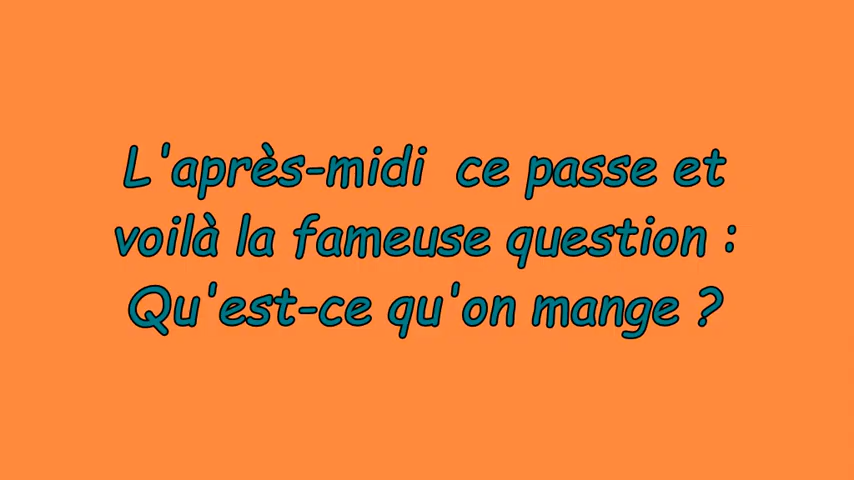 L'après-midi  ce passe et
voilà la fameuse question :
Qu'est-ce qu'on mange ?